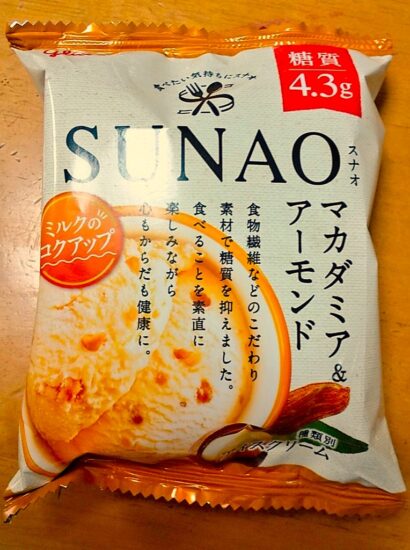 糖質
4.3g
食べたい気持ちにスナオ
SUNAO
スナオ
マカダミア&
アーモンド
ミルクの
コクアップ
食物繊維などのこだわり
素材で糖質を抑えました。
食べることを素直に
楽しみながら
心もからだも健康に。
種類別
アイスクリーム